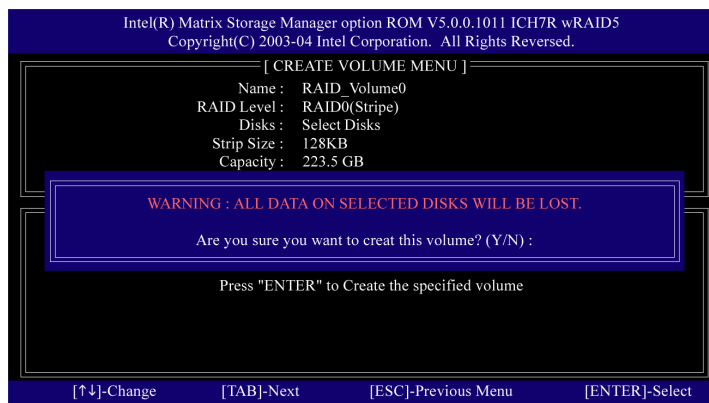 Intel(R) Matrix Storage Manager option ROM V5.0.0.1011 ICH7R wRAID5
Copyright(C) 2003-04 Intel Corporation. All Rights Reversed.
[ CREATE VOLUME MENU ]
Name : RAID_Volume0
RAID Level : RAID0(Stripe)
Disks : Select Disks
Strip Size : 128KB
Capacity : 223.5 GB
WARNING : ALL DATA ON SELECTED DISKS WILL BE LOST.
Are you sure you want to creat this volume? (Y/N) :
Press "ENTER" to Create the specified volume
[↑↓]-Change [TAB]-Next [ESC]-Previous Menu [ENTER]-Select